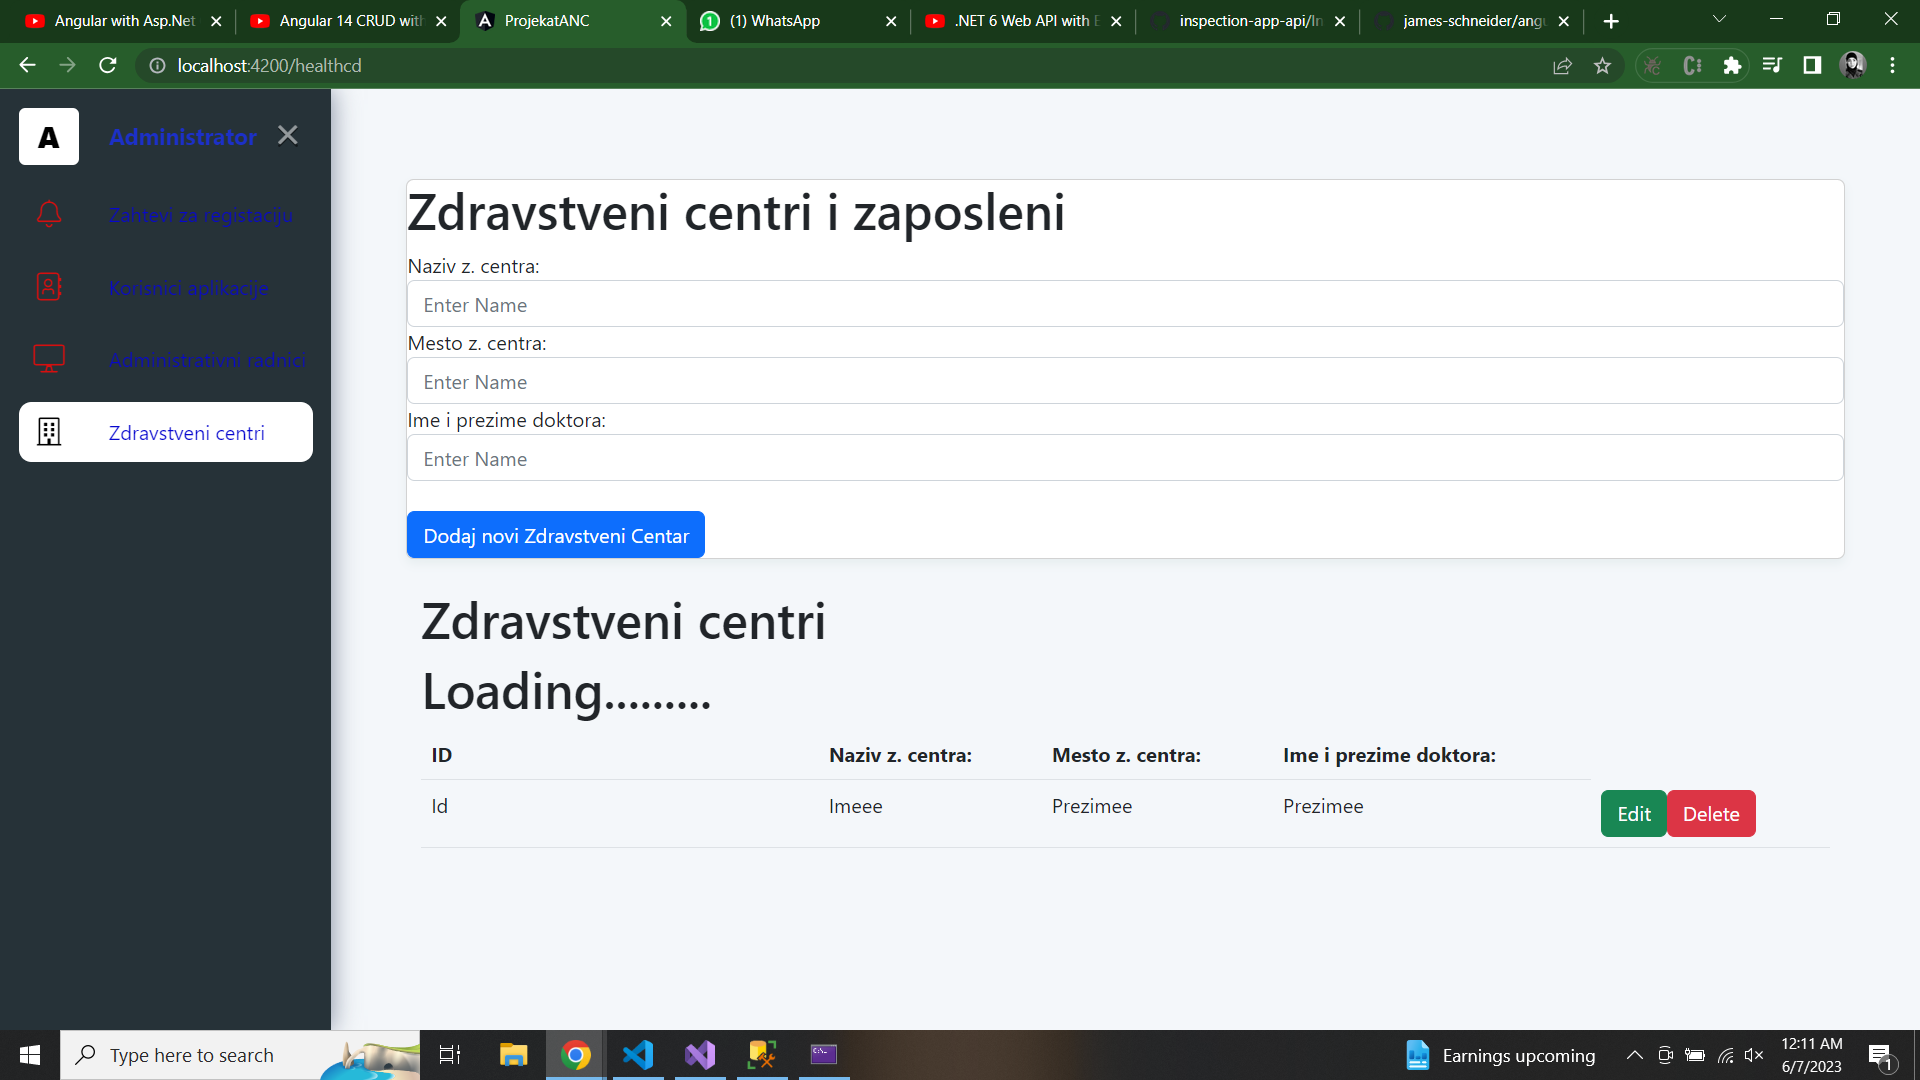 Angular with Asp.Net
Angular 14 CRUD with
ProjekatANC
(1) WhatsApp
.NET 6 Web API with E
inspection-app-api/In
james-schneider/angu
localhost:4200/healthcd
A
Administrator
Zahtevi za registaciju
Korisnici aplikacije
Administrativni radnici
Zdravstveni centri
Zdravstveni centri i zaposleni
Naziv z. centra:
Enter Name
Mesto z. centra:
Enter Name
Ime i prezime doktora:
Enter Name
Dodaj novi Zdravstveni Centar
Zdravstveni centri
Loading.........
ID Naziv z. centra: Mesto z. centra: Ime i prezime doktora:
Id Imeee Prezimee Prezimee Edit Delete
Type here to search
Earnings upcoming
12:11 AM
6/7/2023
1